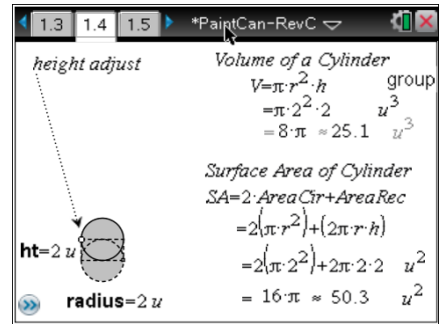 1.3 1.4 1.5 *PaintCan-RevC
height adjust
ht=2 u
radius=2 u
Volume of a Cylinder
V=π·r²·h group
=π·2²·2 u³
=8·π ≈25.1 u³
Surface Area of Cylinder
SA=2·AreaCir+AreaRec
=2(π·r²)+(2π·r·h)
=2(π·2²)+2π·2·2 u²
= 16·π ≈ 50.3 u²